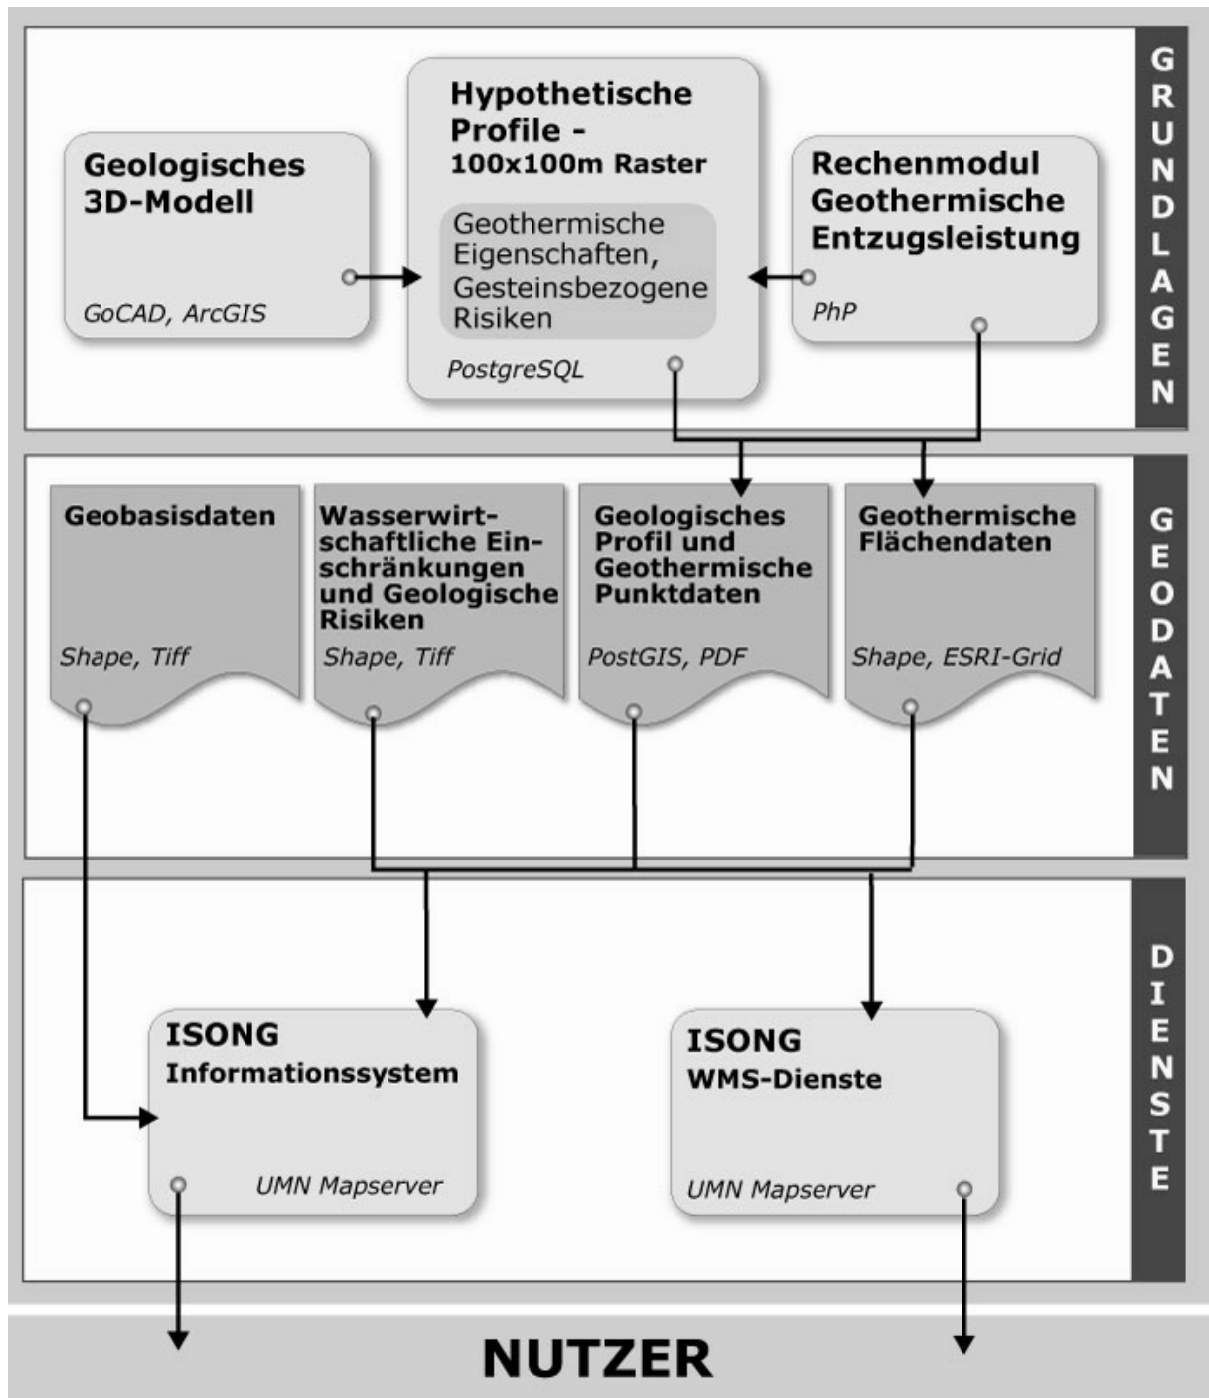 Geologisches
3D-Modell
GoCAD, ArcGIS
Hypothetische
Profile -
100x100m Raster
Geothermische
Eigenschaften,
Gesteinsbezogene
Risiken
PostgreSQL
Rechenmodul
Geothermische
Entzugsleistung
PhP
GRUNDLAGEN
Geobasisdaten
Shape, Tiff
Wasserwirt-
schaftliche Ein-
schränkungen
und Geologische
Risiken
Shape, Tiff
Geologisches
Profil und
Geothermische
Punktdaten
PostGIS, PDF
Geothermische
Flächendaten
Shape, ESRI-Grid
GEODATEN
ISONG
Informationssystem
UMN Mapserver
ISONG
WMS-Dienste
UMN Mapserver
DIENSTE
NUTZER